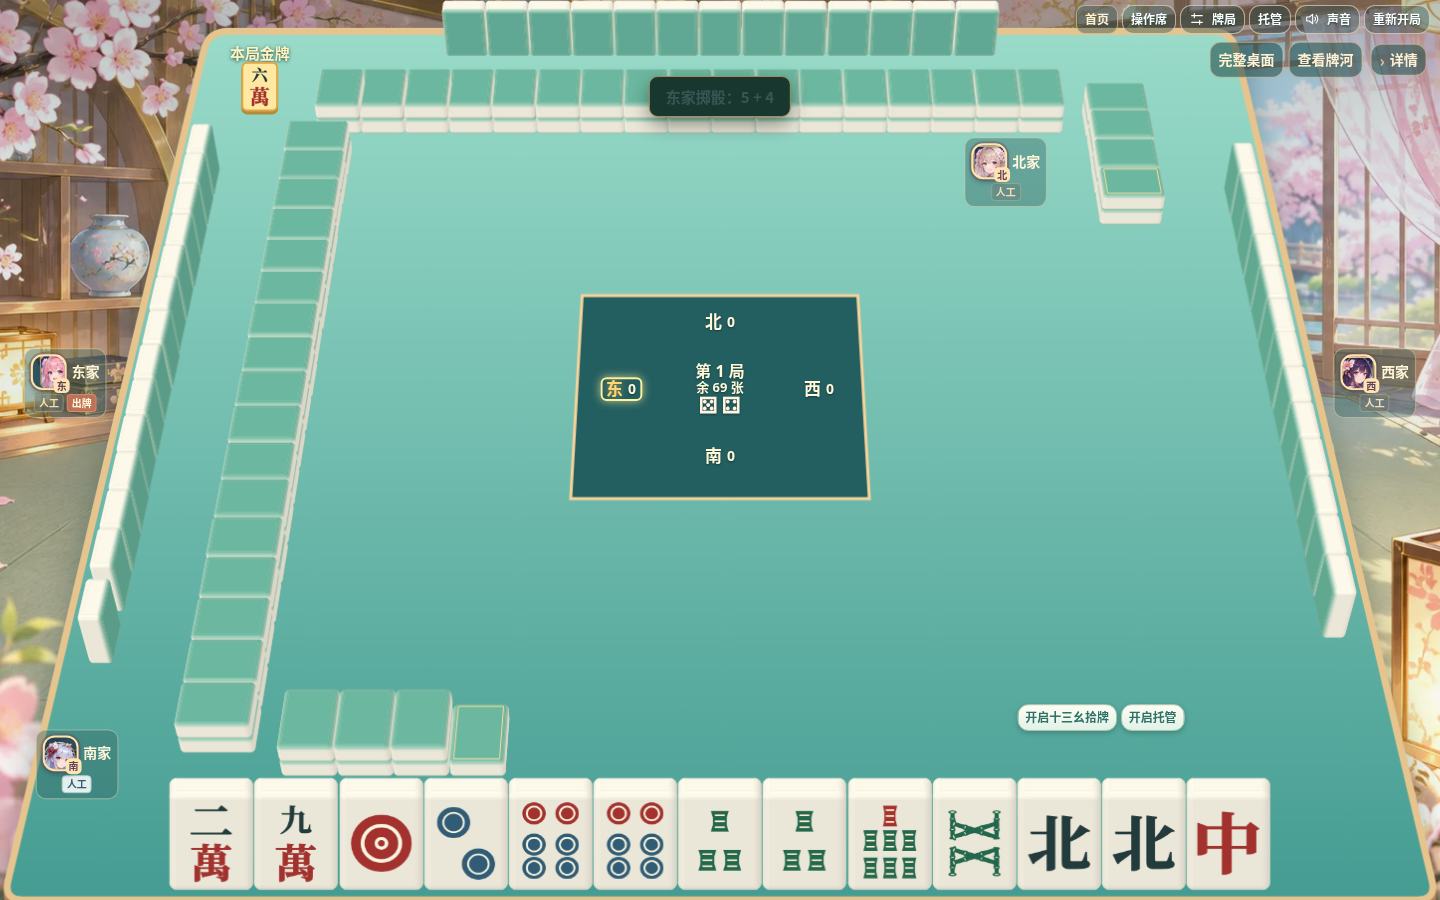 首页
操作席
牌局
托管
声音
重新开局
完整桌面
查看牌河
› 详情
本局金牌
六
萬
东家掷骰：5 + 4
北家
北
人工
东家
东
人工
出牌
西家
西
人工
北 0
第 1 局
余 69 张
东 0
西 0
南 0
开启十三幺拾牌
开启托管
南家
南
人工
二萬
九萬
北
北
中